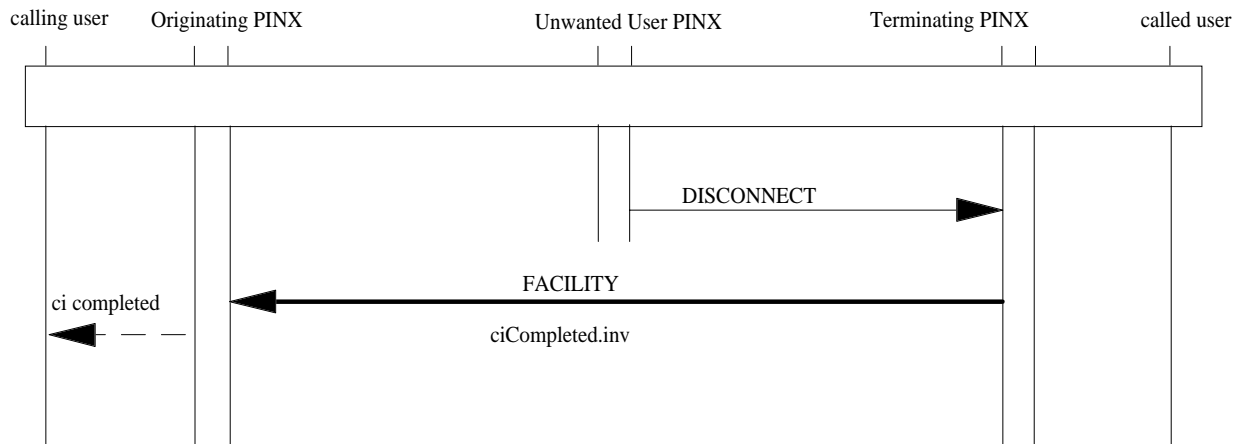 calling user Originating PINX Unwanted User PINX Terminating PINX called user
DISCONNECT
FACILITY
ci completed
ciCompleted.inv